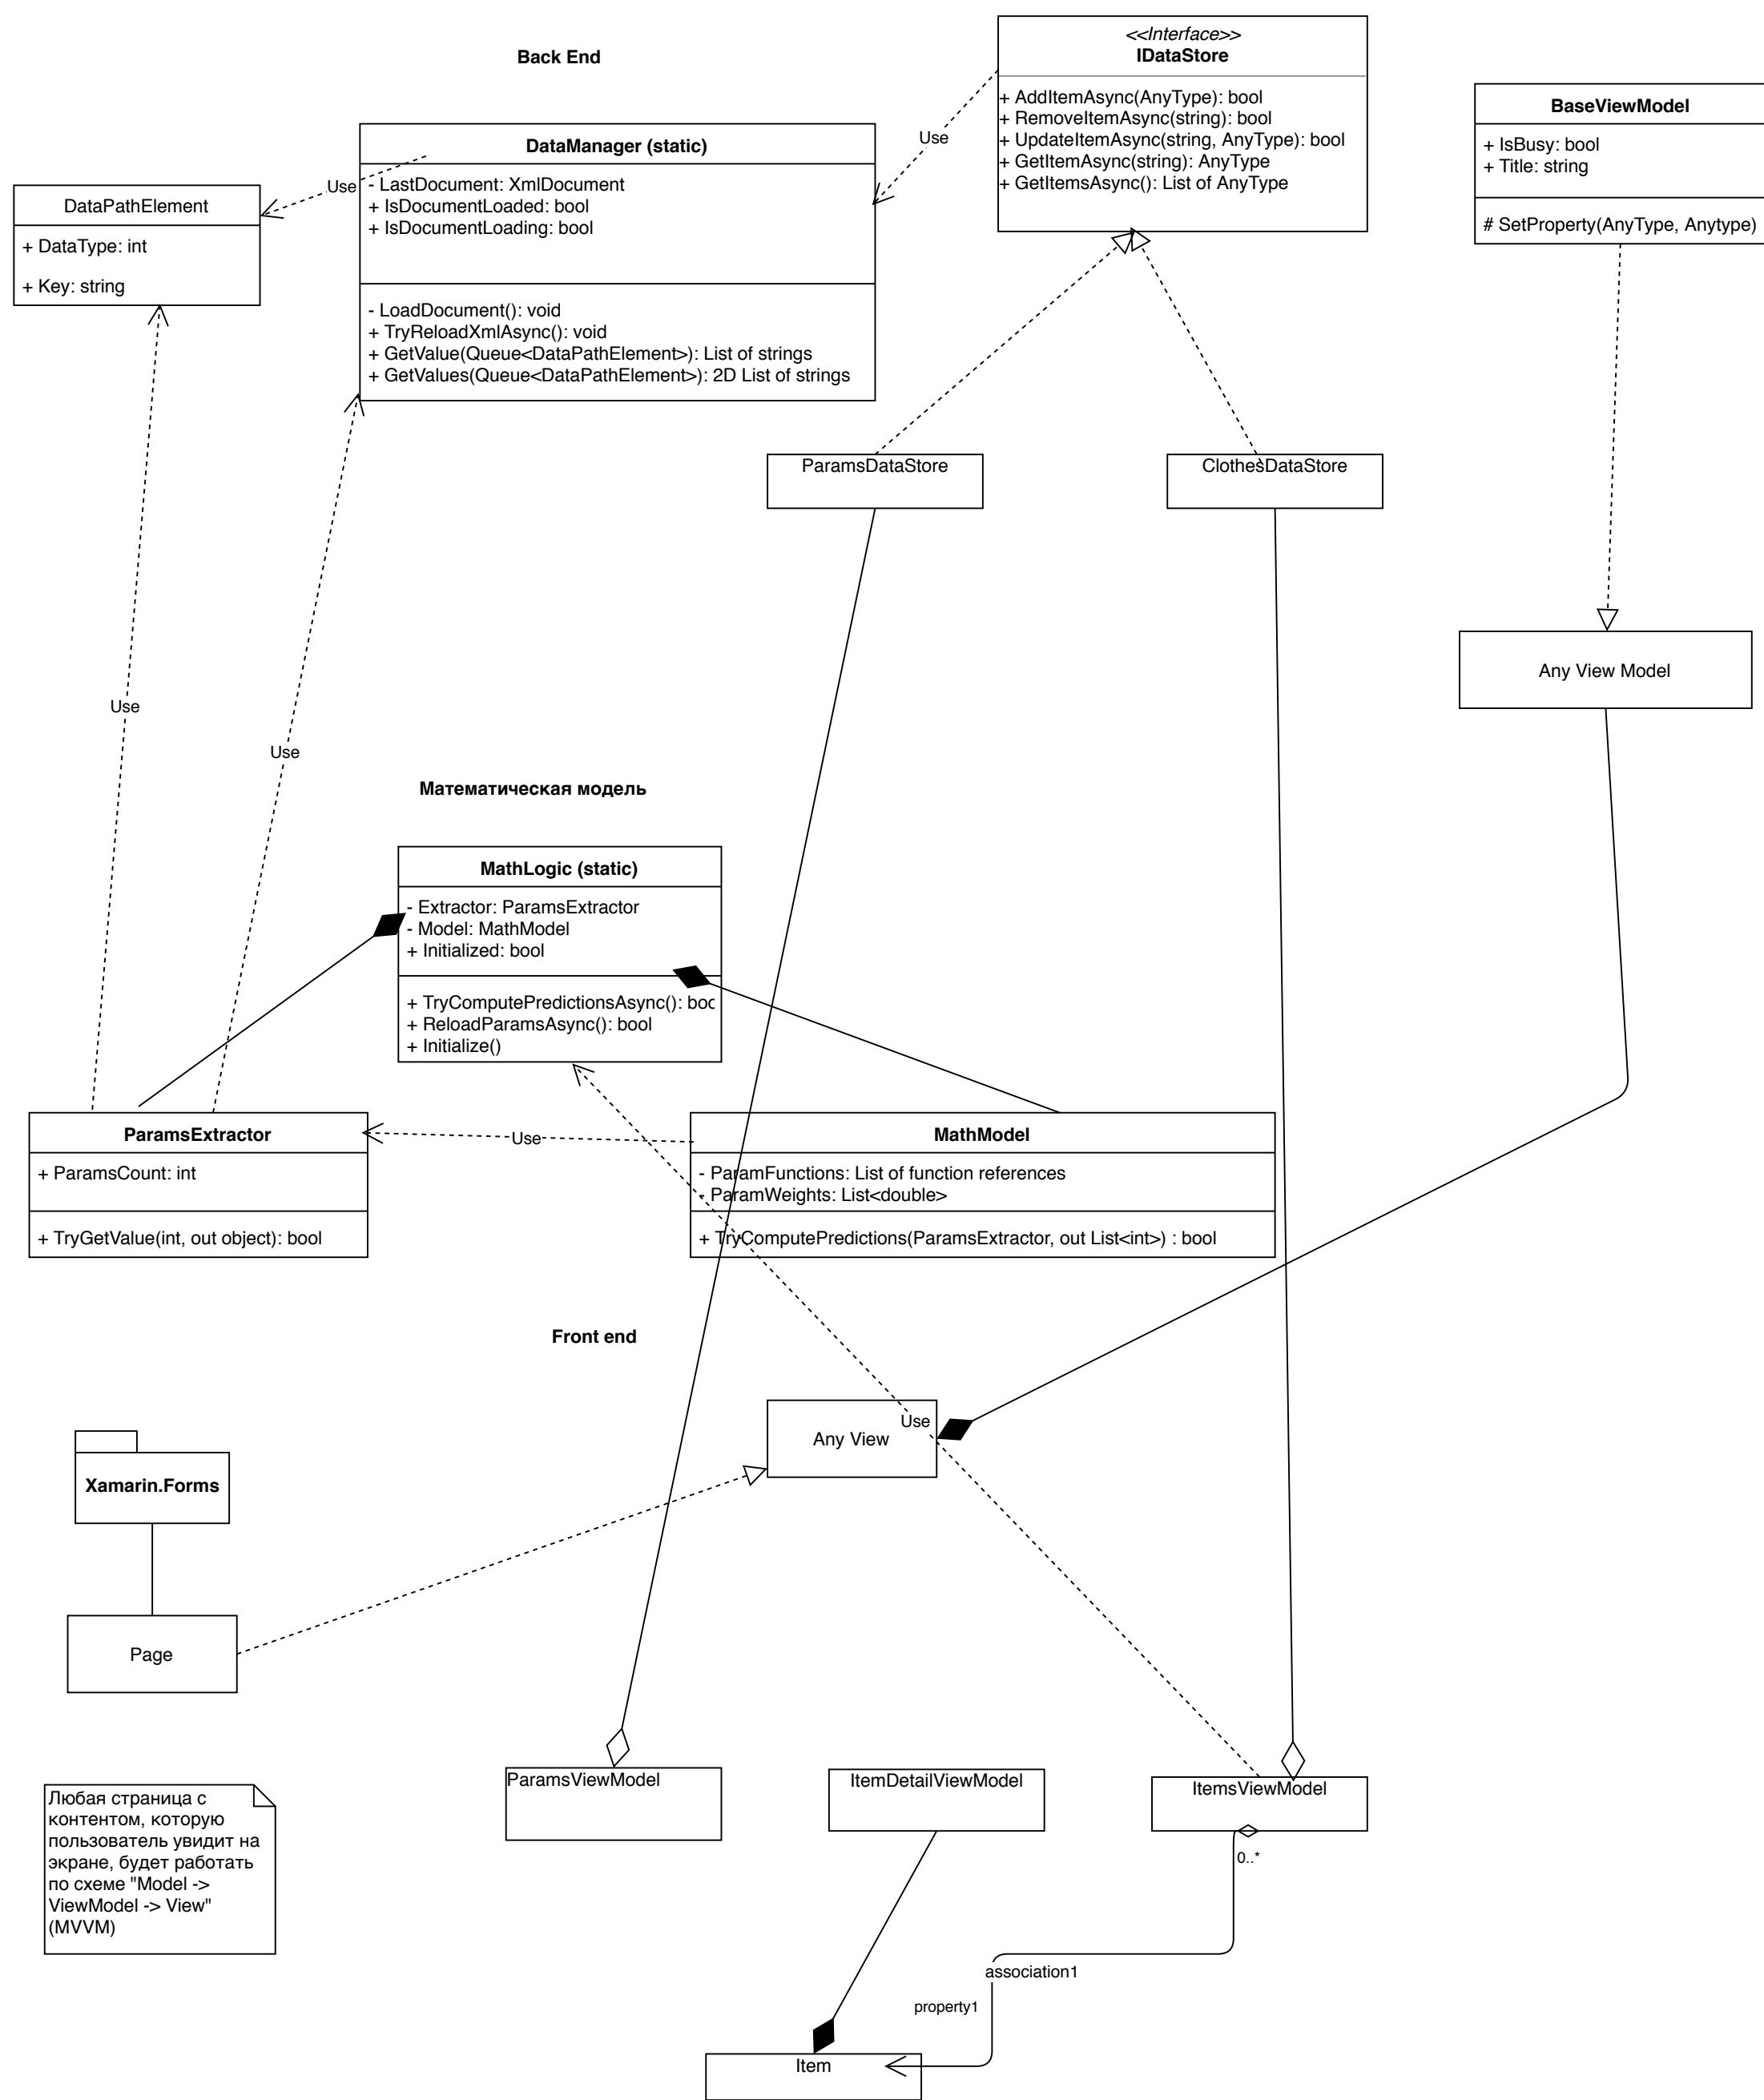 Back End
<<Interface>>
IDataStore
+ AddItemAsync(AnyType): bool
+ RemoveItemAsync(string): bool
+ UpdateItemAsync(string, AnyType): bool
+ GetItemAsync(string): AnyType
+ GetItemsAsync(): List of AnyType
BaseViewModel
+ IsBusy: bool
+ Title: string
# SetProperty(AnyType, Anytype)
Use
DataManager (static)
- LastDocument: XmlDocument
+ IsDocumentLoaded: bool
+ IsDocumentLoading: bool
- LoadDocument(): void
+ TryReloadXmlAsync(): void
+ GetValue(Queue<DataPathElement>): List of strings
+ GetValues(Queue<DataPathElement>): 2D List of strings
Use
DataPathElement
+ DataType: int
+ Key: string
ParamsDataStore
ClothesDataStore
Any View Model
Use
Use
Математическая модель
MathLogic (static)
- Extractor: ParamsExtractor
- Model: MathModel
+ Initialized: bool
+ TryComputePredictionsAsync(): boc
+ ReloadParamsAsync(): bool
+ Initialize()
ParamsExtractor
+ ParamsCount: int
+ TryGetValue(int, out object): bool
Use
MathModel
- ParamFunctions: List of function references
- ParamWeights: List<double>
+ TryComputePredictions(ParamsExtractor, out List<int>) : bool
Front end
Use
Any View
Xamarin.Forms
Page
ParamsViewModel
ItemDetailViewModel
ItemsViewModel
0..*
Любая страница с
контентом, которую
пользователь увидит на
экране, будет работать
по схеме "Model ->
ViewModel -> View"
(MVVM)
association1
property1
Item